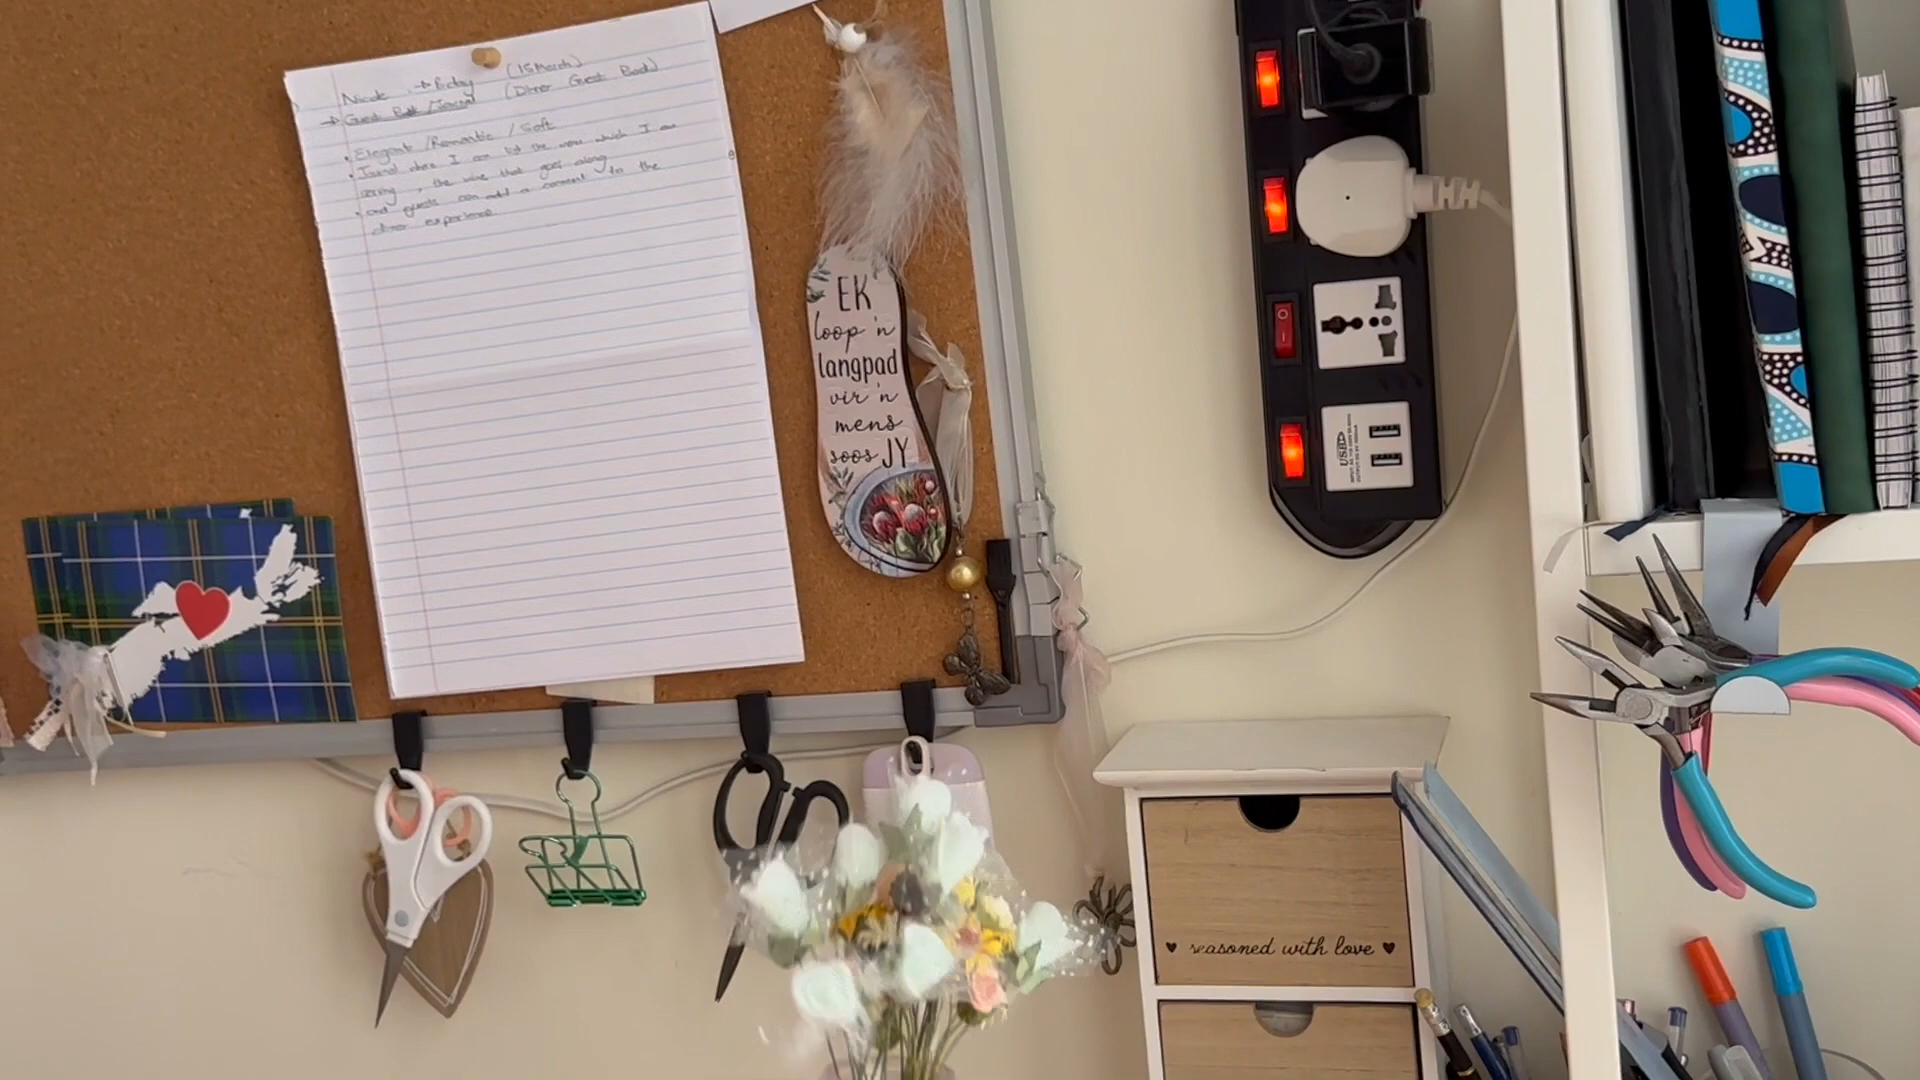 Nicole → Bday (15 March)
→ Guest Book/Journal (Dinner Guest Book)
• Elegant /Romantic / Soft
• Journal where I can list the menu which I am
serving, the wine that goes along
• and guests can add a comment to the
dinner experience.
EK
loop 'n
langpad
vir 'n
mens
soos JY
USB
seasoned with love